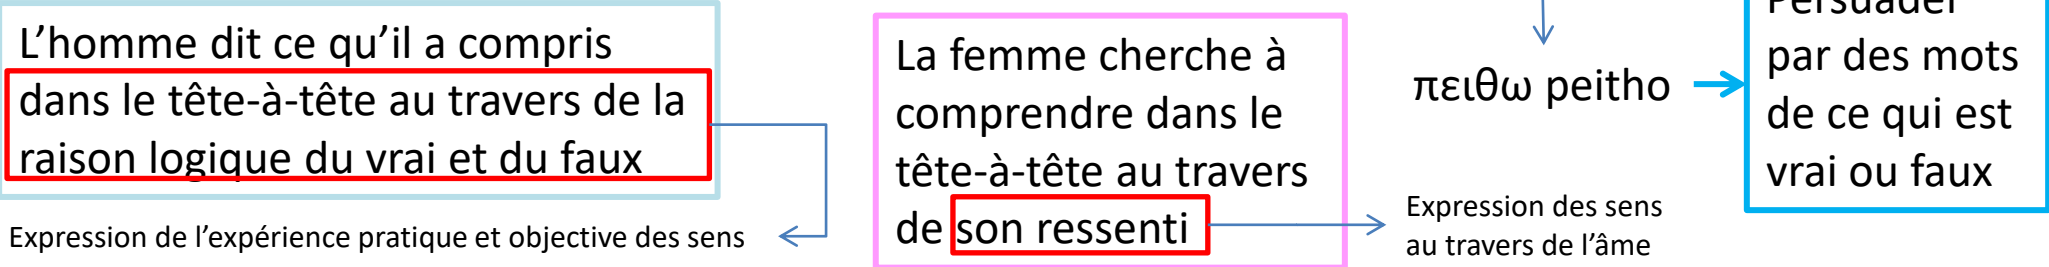 L'homme dit ce qu'il a compris
dans le tête-à-tête au travers de la
raison logique du vrai et du faux
Expression de l'expérience pratique et objective des sens
La femme cherche à
comprendre dans le
tête-à-tête au travers
de son ressenti
Expression des sens
au travers de l'âme
πειθω peitho
Persuader
par des mots
de ce qui est
vrai ou faux